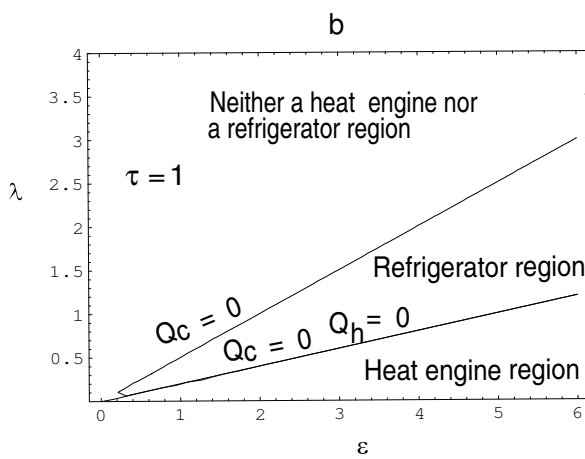 b
4
3.5
3
2.5
2
1.5
1
0.5
λ
Neither a heat engine nor
a refrigerator region
τ = 1
Refrigerator region
Qc = 0
Qc = 0
Qh = 0
Heat engine region
0 1 2 3 4 5 6
ε